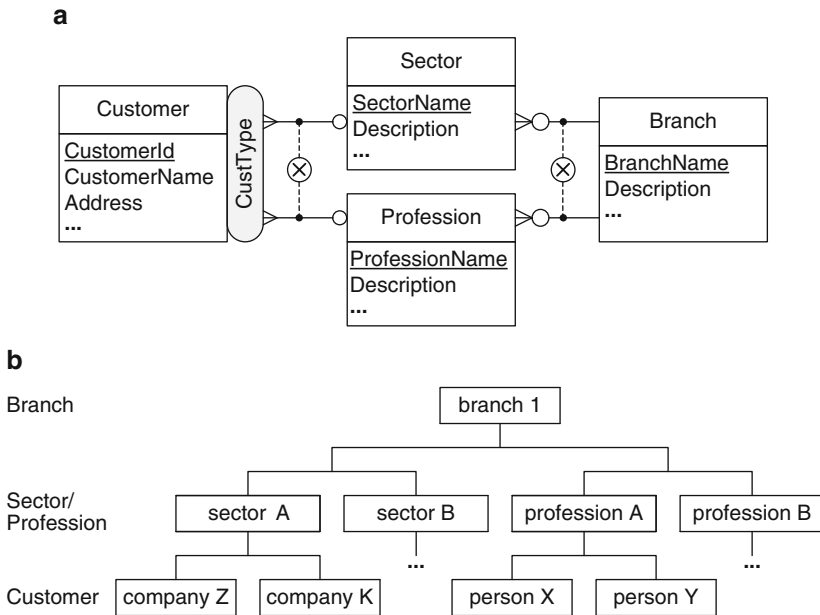 a
Customer
CustomerId
CustomerName
Address
...
CustType
Sector
SectorName
Description
...
Profession
ProfessionName
Description
...
Branch
BranchName
Description
...
b
Branch
branch 1
Sector/
Profession
sector A
sector B
profession A
profession B
...
...
Customer
company Z
company K
person X
person Y